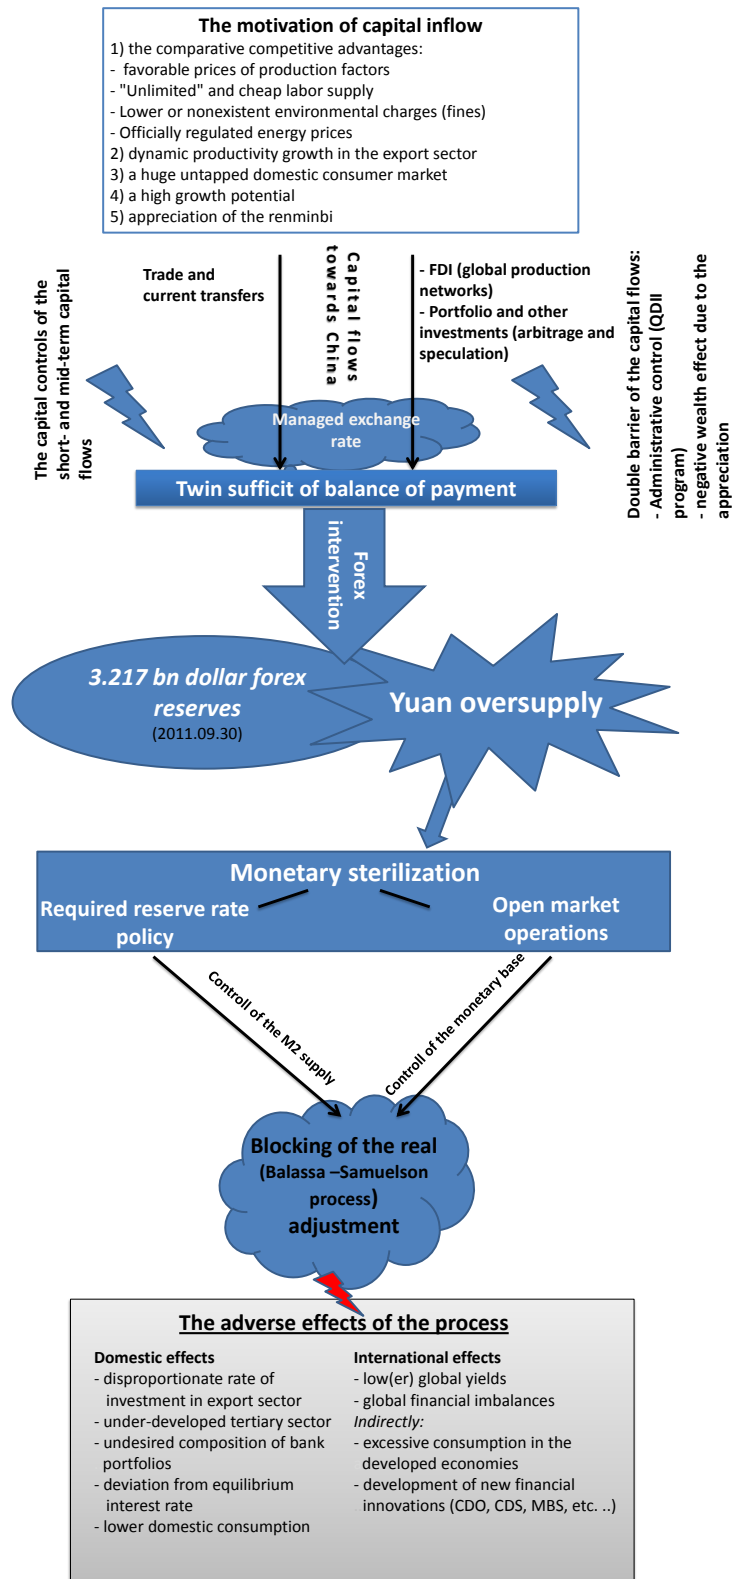 The motivation of capital inflow
1) the comparative competitive advantages:
- favorable prices of production factors
- "Unlimited" and cheap labor supply
- Lower or nonexistent environmental charges (fines)
- Officially regulated energy prices
2) dynamic productivity growth in the export sector
3) a huge untapped domestic consumer market
4) a high growth potential
5) appreciation of the renminbi
The capital controls of the
short- and mid-term capital
flows
Trade and
current transfers
Capital flows
towards China
- FDI (global production
networks)
- Portfolio and other
investments (arbitrage and
speculation)
Double barrier of the capital flows:
- Administrative control (QDII
program)
- negative wealth effect due to the
appreciation
Managed exchange
rate
Twin sufficit of balance of payment
Forex
intervention
3.217 bn dollar forex
reserves
(2011.09.30)
Yuan oversupply
Monetary sterilization
Required reserve rate
policy
Open market
operations
Controll of the M2 supply
Controll of the monetary base
Blocking of the real
(Balassa –Samuelson
process)
adjustment
The adverse effects of the process
Domestic effects
- disproportionate rate of
investment in export sector
- under-developed tertiary sector
- undesired composition of bank
portfolios
- deviation from equilibrium
interest rate
- lower domestic consumption
International effects
- low(er) global yields
- global financial imbalances
Indirectly:
- excessive consumption in the
developed economies
- development of new financial
innovations (CDO, CDS, MBS, etc. ..)